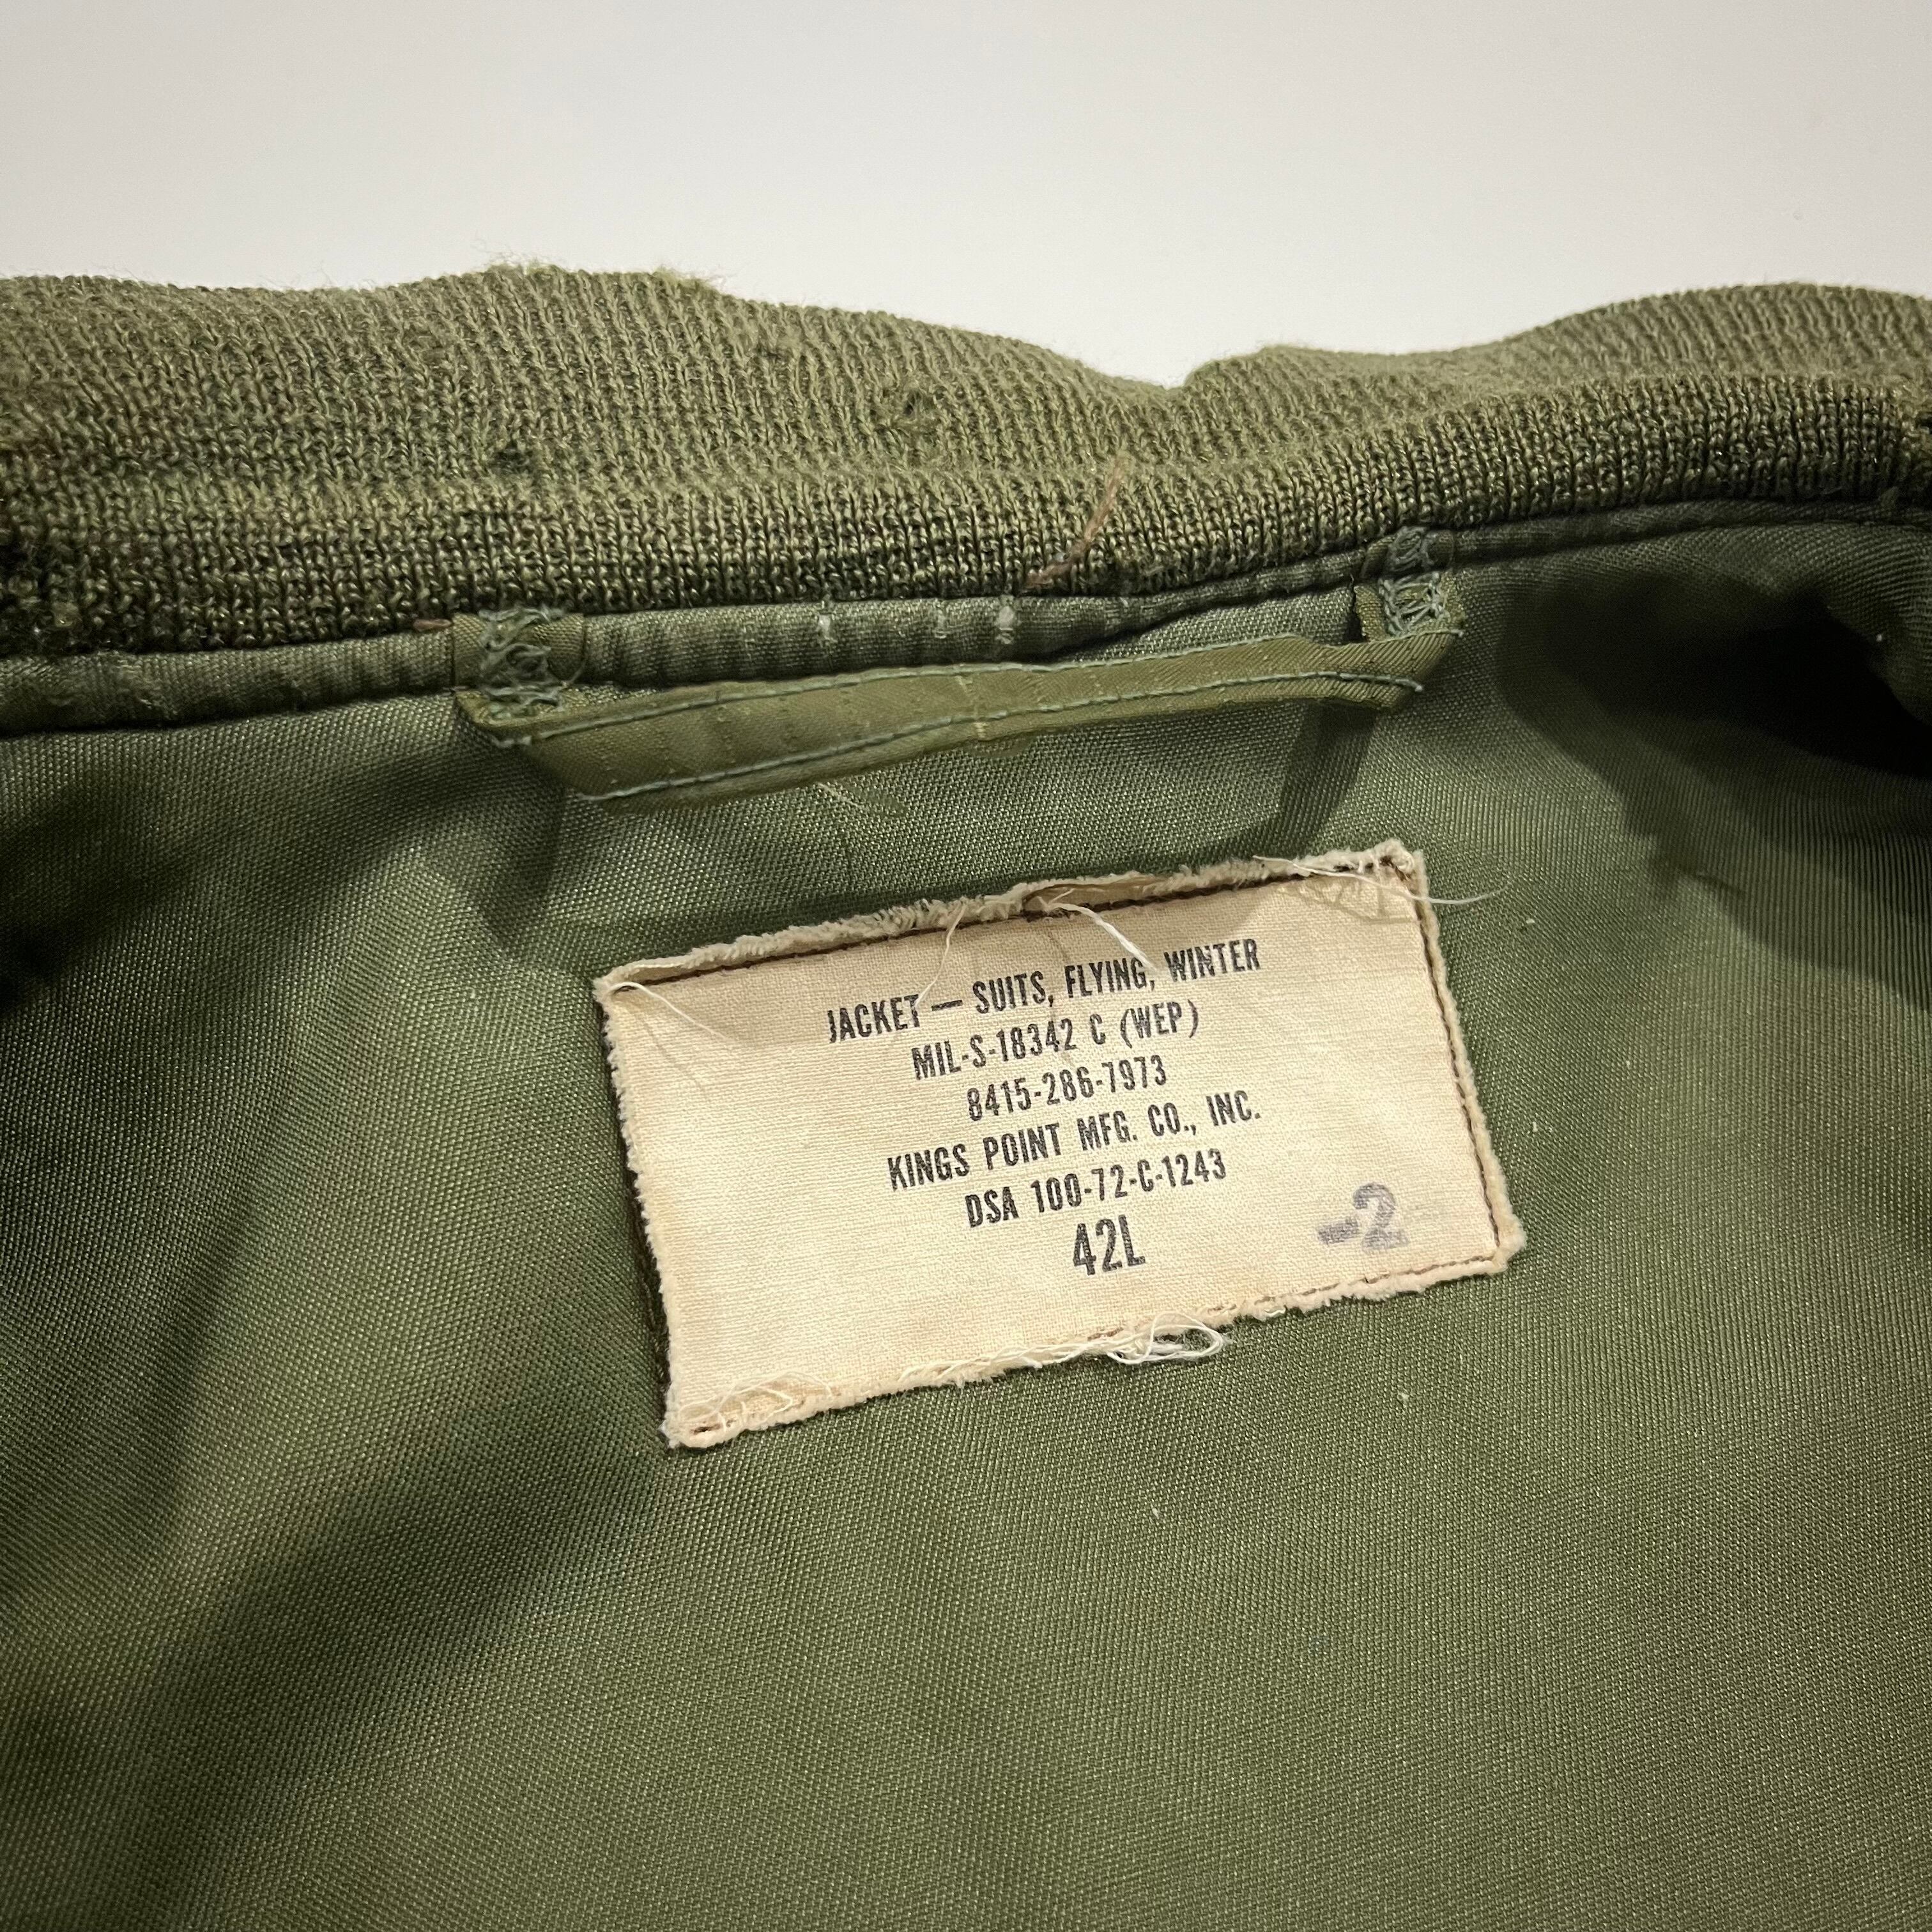 JACKET — SUITS, FLYING, WINTER
MIL-S-18342 C (WEP)
8415-286-7973
KINGS POINT MFG. CO., INC.
DSA 100-72-C-1243
42L
-2